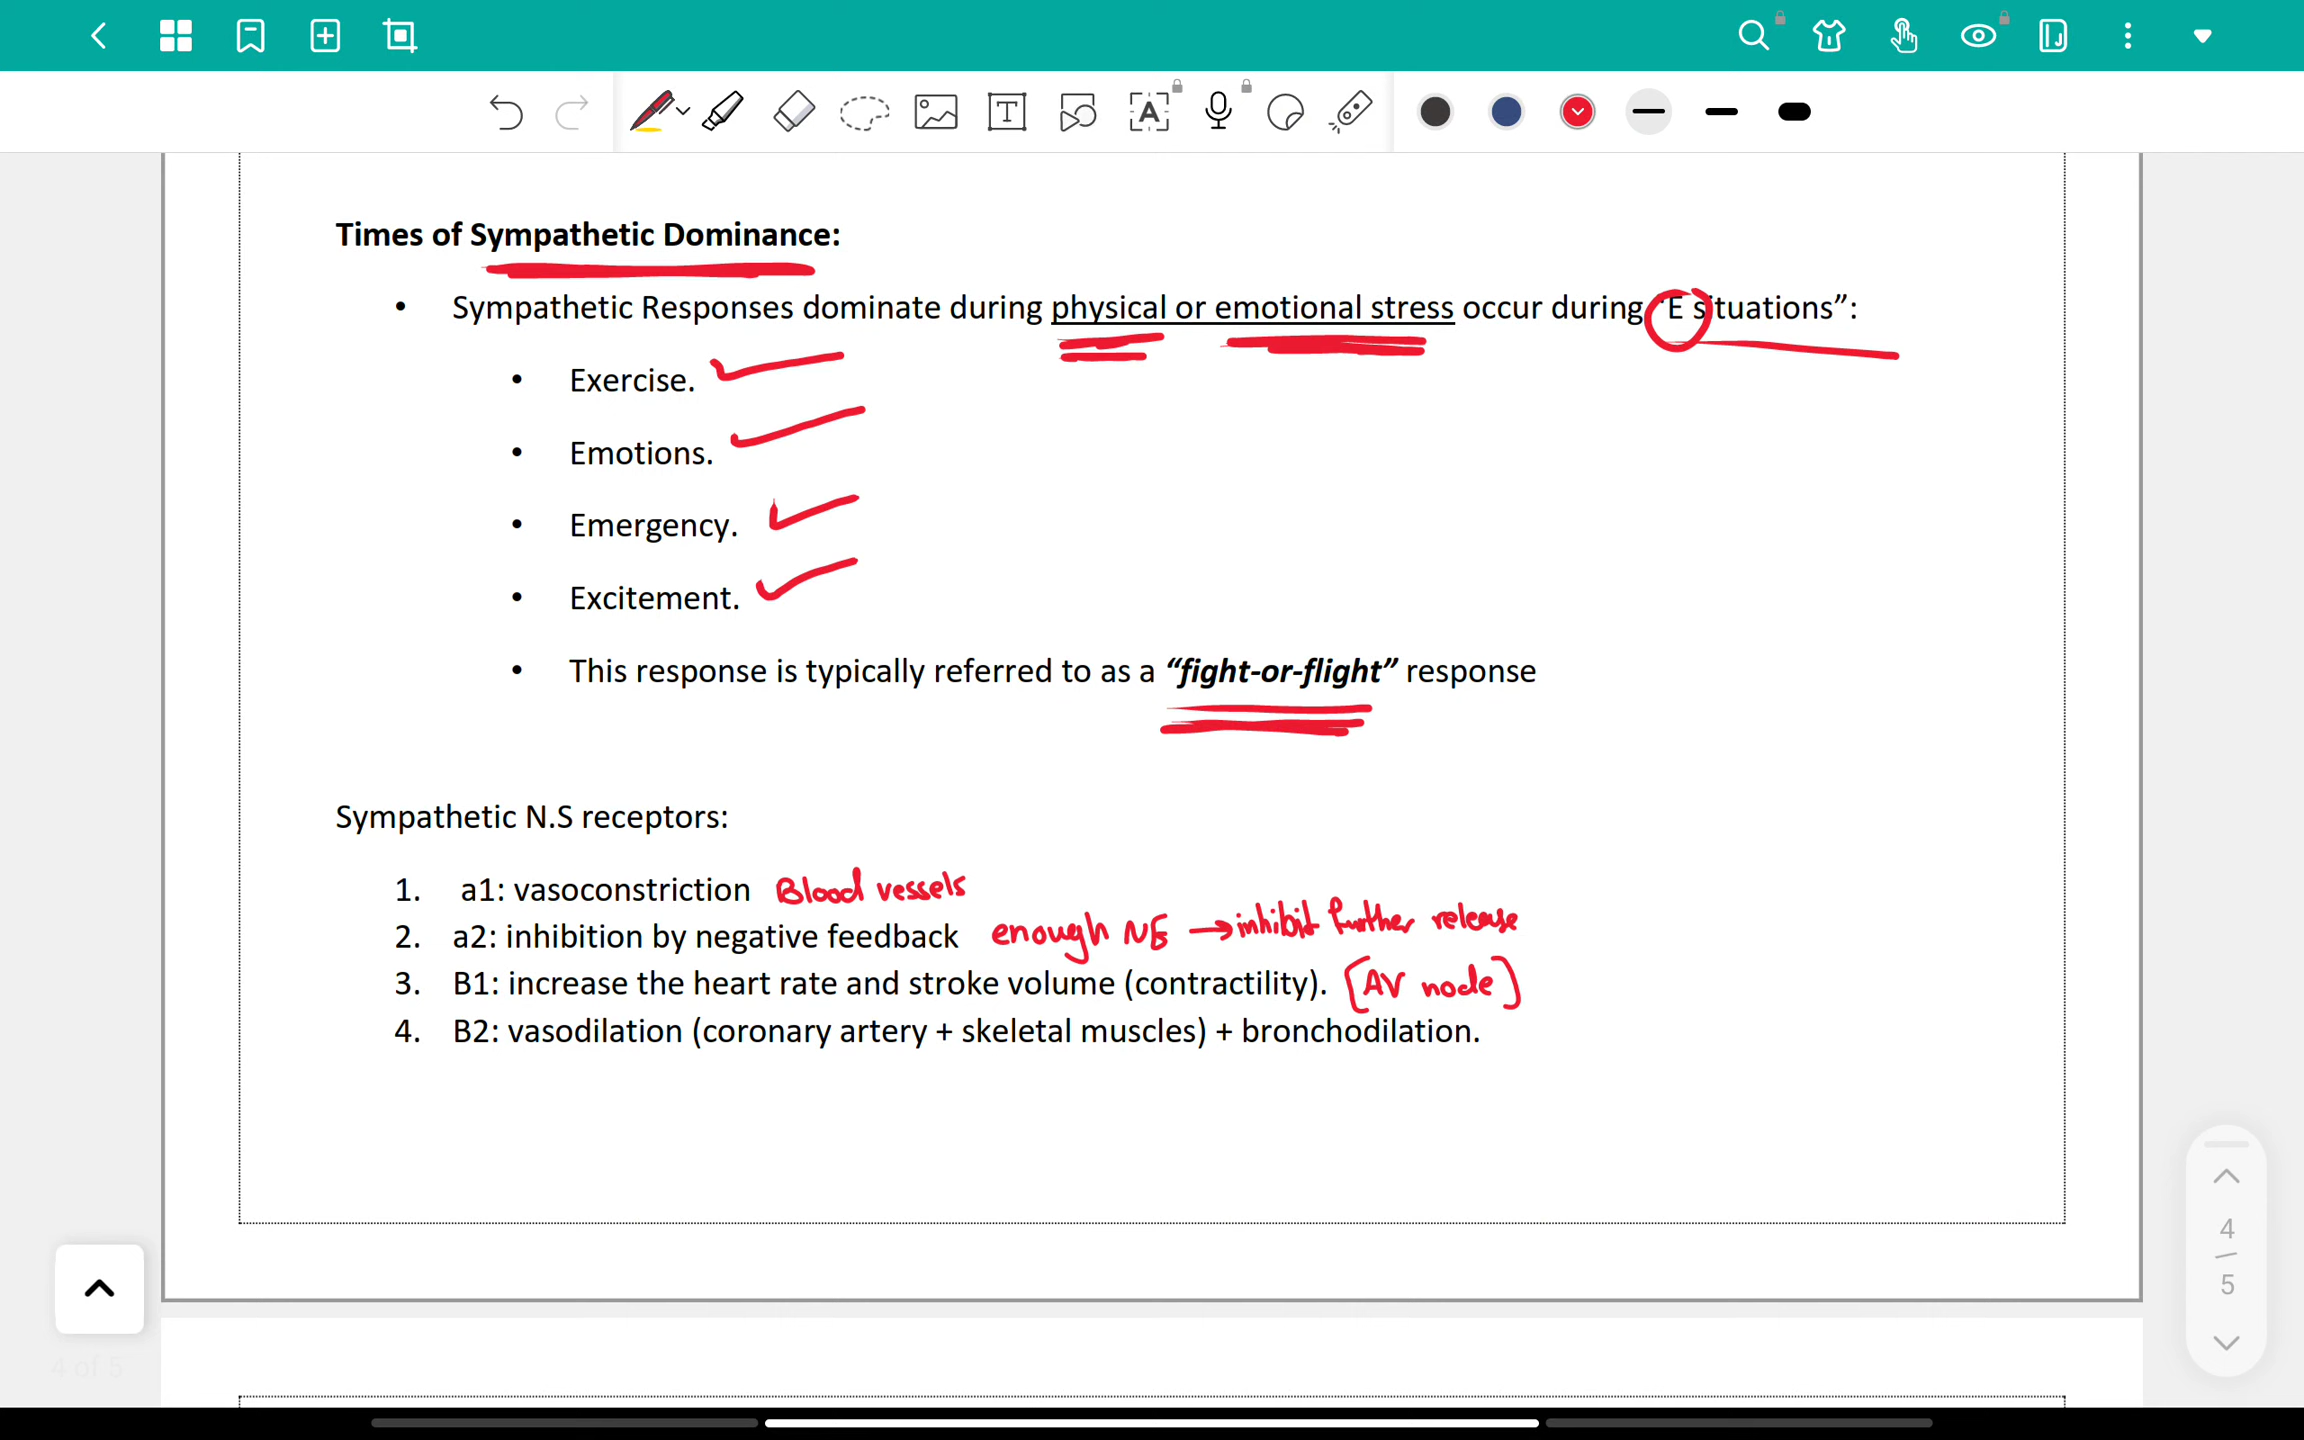 Times of Sympathetic Dominance:
• Sympathetic Responses dominate during physical or emotional stress occur during “E situations”:
• Exercise.
• Emotions.
• Emergency.
• Excitement.
• This response is typically referred to as a “fight-or-flight” response
Sympathetic N.S receptors:
1. a1: vasoconstriction Blood vessels
2. a2: inhibition by negative feedback enough NE → inhibit further release
3. B1: increase the heart rate and stroke volume (contractility). [AV node]
4. B2: vasodilation (coronary artery + skeletal muscles) + bronchodilation.
4
/
5
4 of 5